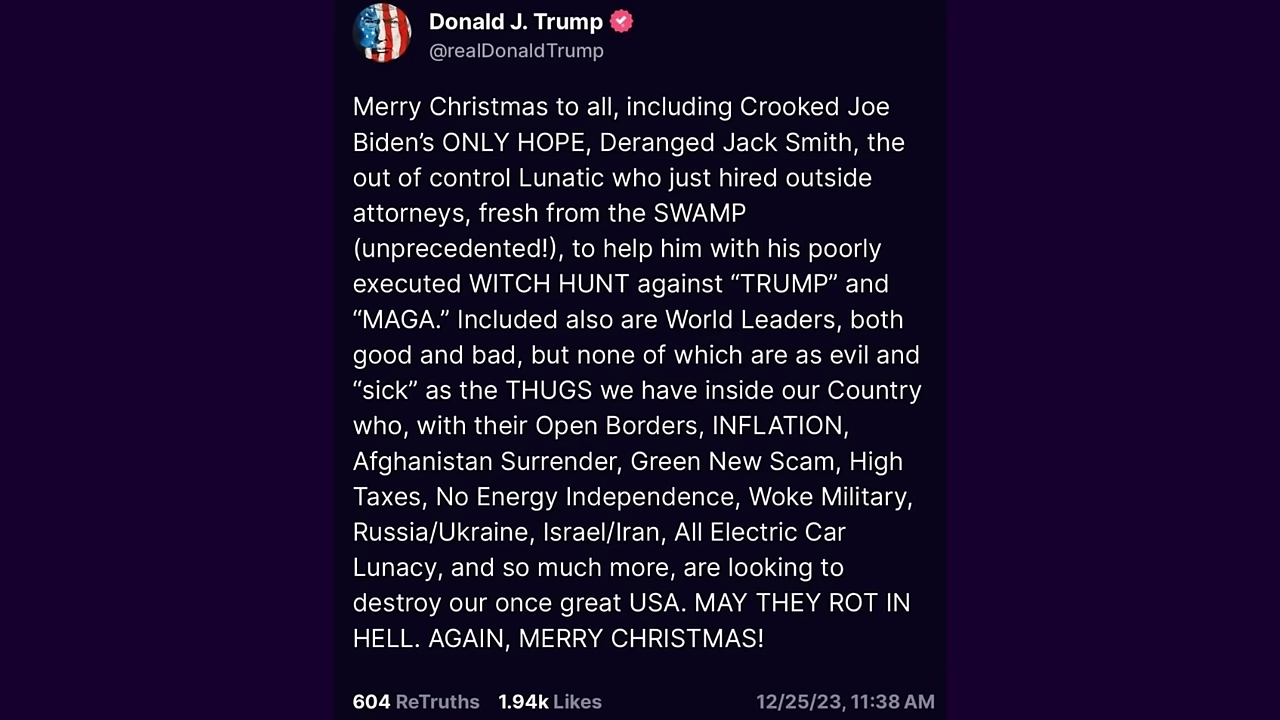 Donald J. Trump
@realDonaldTrump
Merry Christmas to all, including Crooked Joe
Biden’s ONLY HOPE, Deranged Jack Smith, the
out of control Lunatic who just hired outside
attorneys, fresh from the SWAMP
(unprecedented!), to help him with his poorly
executed WITCH HUNT against “TRUMP” and
“MAGA.” Included also are World Leaders, both
good and bad, but none of which are as evil and
“sick” as the THUGS we have inside our Country
who, with their Open Borders, INFLATION,
Afghanistan Surrender, Green New Scam, High
Taxes, No Energy Independence, Woke Military,
Russia/Ukraine, Israel/Iran, All Electric Car
Lunacy, and so much more, are looking to
destroy our once great USA. MAY THEY ROT IN
HELL. AGAIN, MERRY CHRISTMAS!
604 ReTruths 1.94k Likes 12/25/23, 11:38 AM